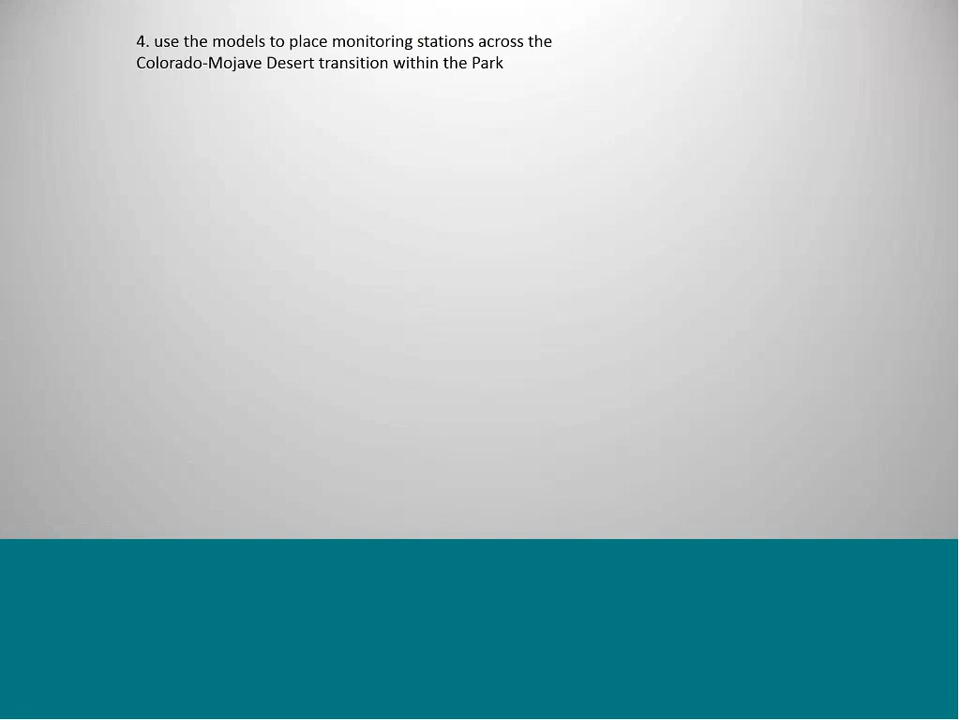 4. use the models to place monitoring stations across the
Colorado-Mojave Desert transition within the Park